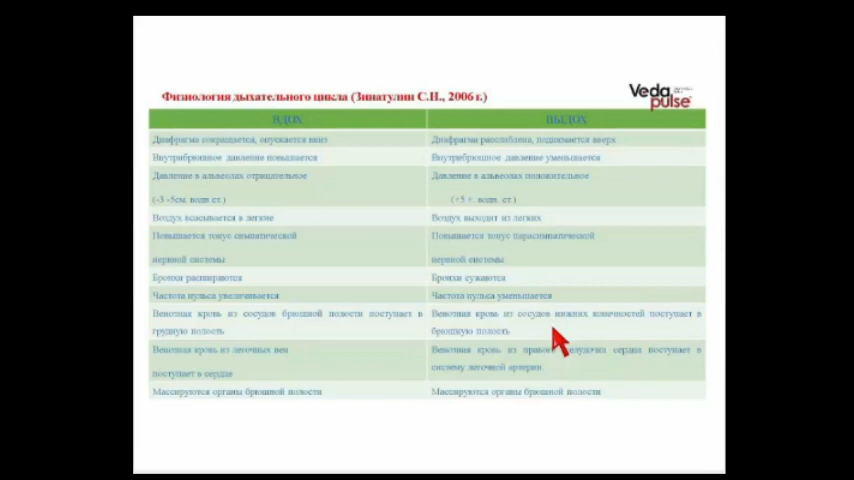 Veda
pulse
Физиология дыхательного цикла (Зинатулин С.Н., 2006 г.)
ВДОХ ВЫДОХ
Диафрагма сокращается, опускается вниз Диафрагма расслаблена, поднимается вверх
Внутрибрюшное давление повышается Внутрибрюшное давление уменьшается
Давление в альвеолах отрицательное Давление в альвеолах положительное
(-3 -5см. водн ст.) (+5 водн. ст.)
Воздух всасывается в легкие Воздух выходит из легких
Повышается тонус симпатической Повышается тонус парасимпатической
нервной системы нервной системы
Бронхи расширяются Бронхи сужаются
Частота пульса увеличивается Частота пульса уменьшается
Венозная кровь из сосудов брюшной полости поступает в Венозная кровь из сосудов нижних конечностей поступает в
грудную полость брюшную полость
Венозная кровь из легочных вен Венозная кровь из правого желудочка сердца поступает в
поступает в сердце систему легочной артерии
Массируются органы брюшной полости Массируются органы брюшной полости